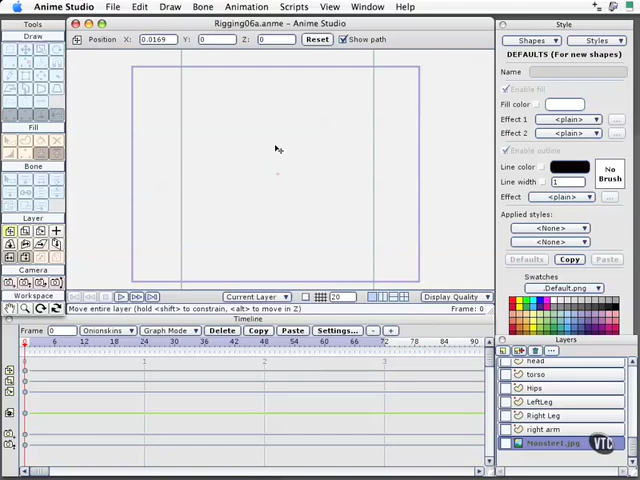 Anime Studio File Edit Draw Bone Animation Scripts View Window Help
Rigging06a.anme - Anime Studio
Position X: 0.0169 Y: 0 Z: 0 Reset Show path
Tools
Draw
Fill
Bone
Layer
Camera
Workspace
Style
Shapes Styles
DEFAULTS (For new shapes)
Name
Enable fill
Fill color
Effect 1 <plain> ...
Effect 2 <plain> ...
Enable outline
Line color
Line width 1
No Brush
Effect <plain> ...
Applied styles:
<None>
<None>
Defaults Copy Paste
Swatches
.Default.png
Current Layer 20 Display Quality
Move entire layer (hold <shift> to constrain, <alt> to move in Z) Frame: 0
Timeline
Frame 0 Onionskins Graph Mode Delete Copy Paste Settings... - +
0 6 12 18 24 30 36 42 48 54 60 66 72 78 84 90
1 2 3
Layers
head
torso
Hips
LeftLeg
Right Leg
right arm
Monster1.jpg
VTC